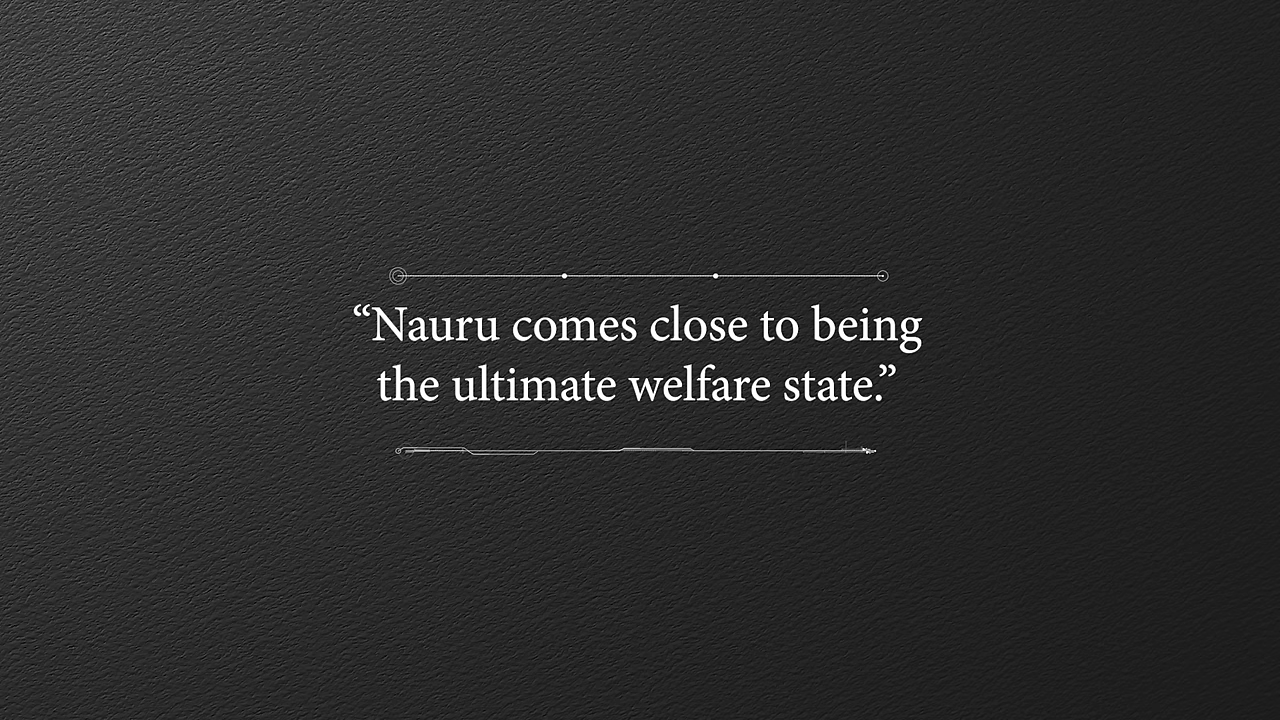 “Nauru comes close to being
the ultimate welfare state.”